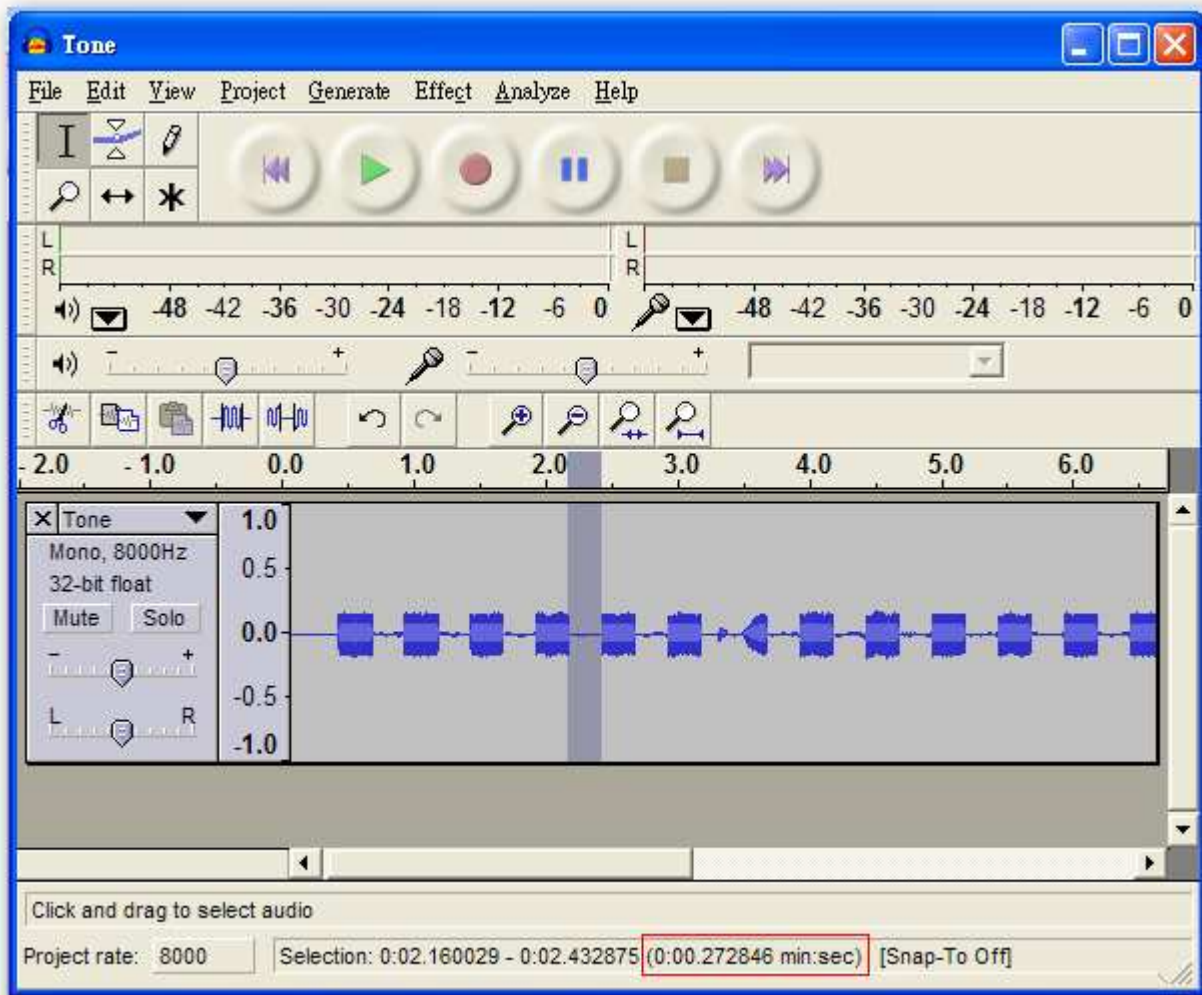 Tone
File Edit View Project Generate Effect Analyze Help
L L
R R
-48 -42 -36 -30 -24 -18 -12 -6 0 -48 -42 -36 -30 -24 -18 -12 -6 0
- + - +
- 2.0 - 1.0 0.0 1.0 2.0 3.0 4.0 5.0 6.0
X Tone 1.0
Mono, 8000Hz
0.5
32-bit float
Mute Solo
0.0
- +
-0.5
L R
-1.0
Click and drag to select audio
Project rate: 8000 Selection: 0:02.160029 - 0:02.432875 (0:00.272846 min:sec) [Snap-To Off]